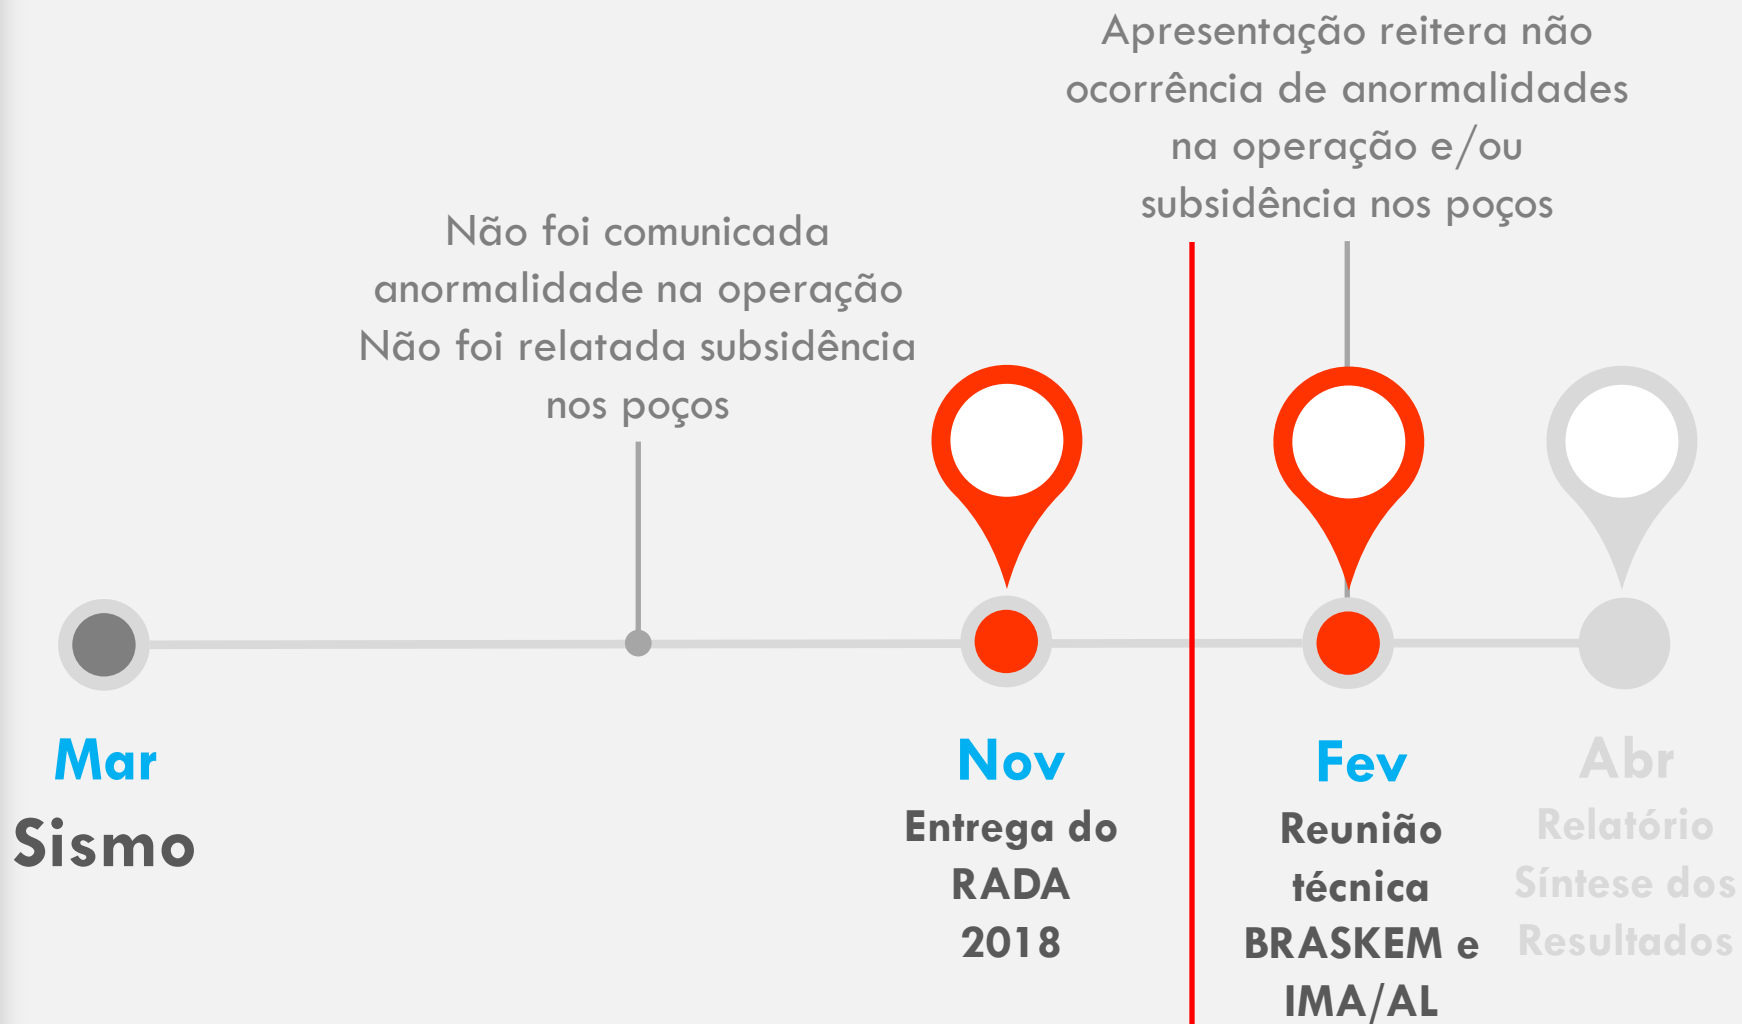 Apresentação reitera não
ocorrência de anormalidades
na operação e/ou
subsidência nos poços
Não foi comunicada
anormalidade na operação
Não foi relatada subsidência
nos poços
Mar
Sismo
Nov
Entrega do
RADA
2018
Fev
Reunião
técnica
BRASKEM e
IMA/AL
Abr
Relatório
Síntese dos
Resultados